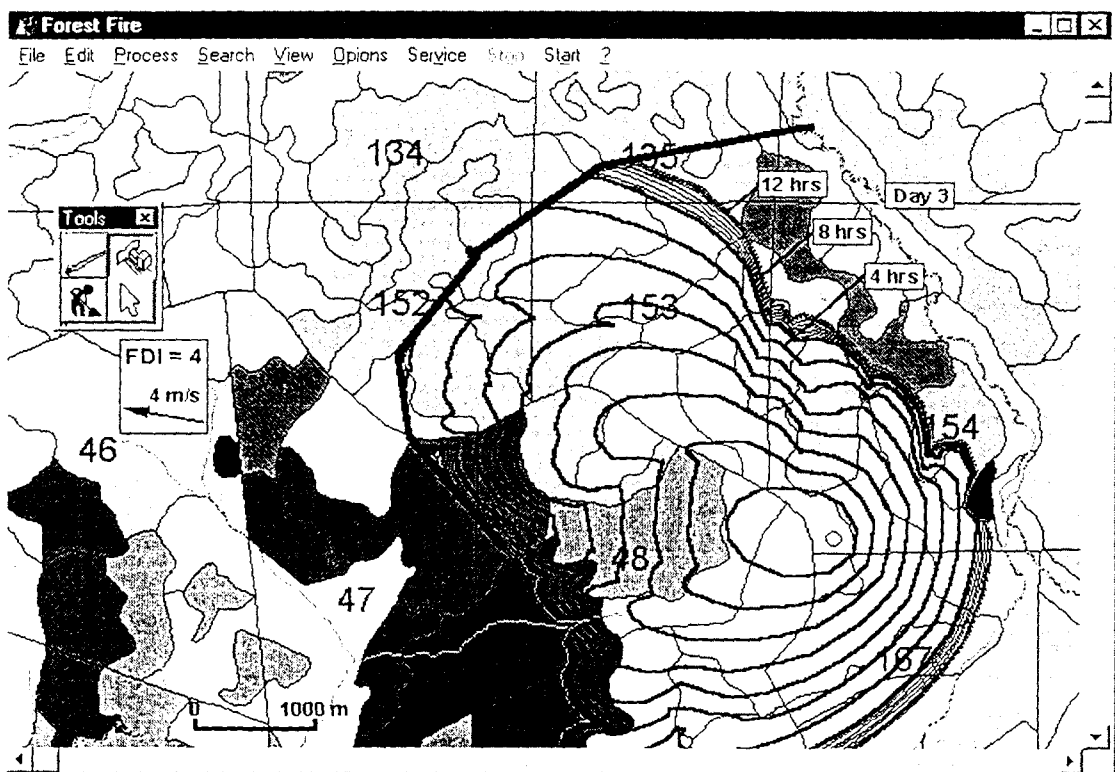 Forest Fire
File Edit Process Search View Opions Service Stop Start ?
134
135
12 hrs
Day 3
Tools
8 hrs
4 hrs
152
153
FDI = 4
4 m/s
154
46
48
47
187
0 1000 m